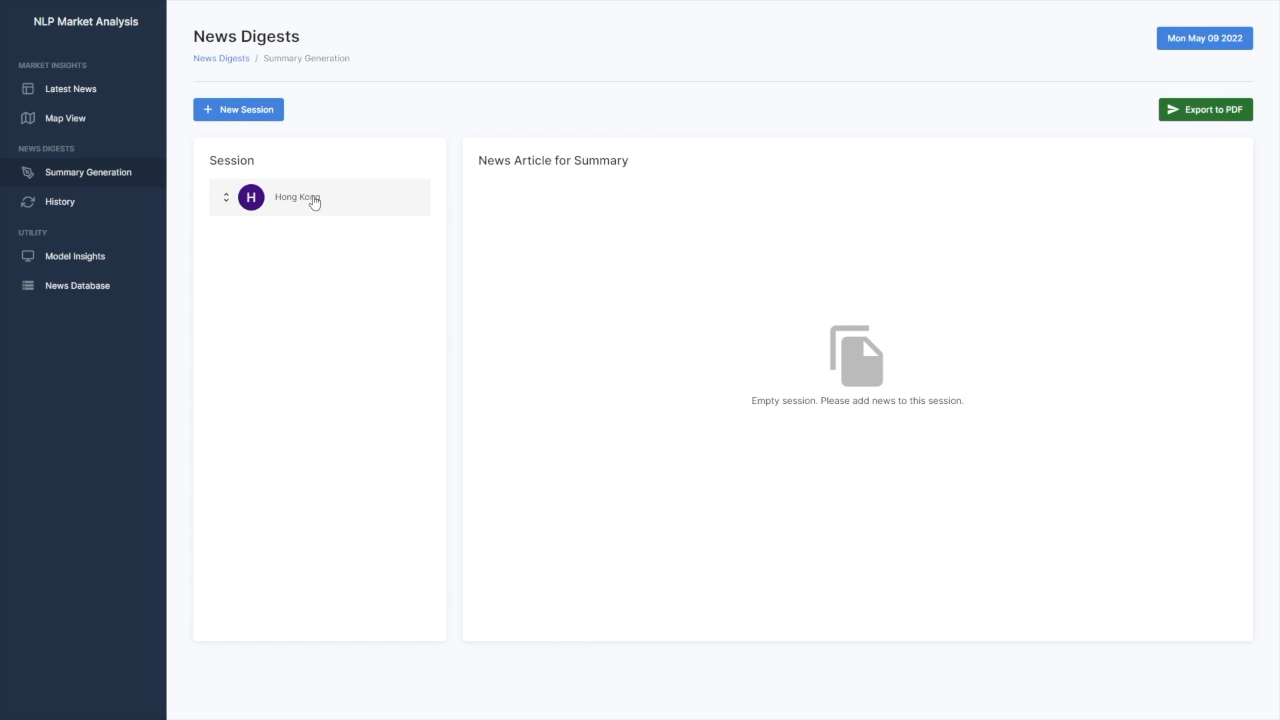 NLP Market Analysis
MARKET INSIGHTS
Latest News
Map View
NEWS DIGESTS
Summary Generation
History
UTILITY
Model Insights
News Database
News Digests
News Digests / Summary Generation
Mon May 09 2022
+ New Session
Export to PDF
Session
H Hong Kong
News Article for Summary
Empty session. Please add news to this session.